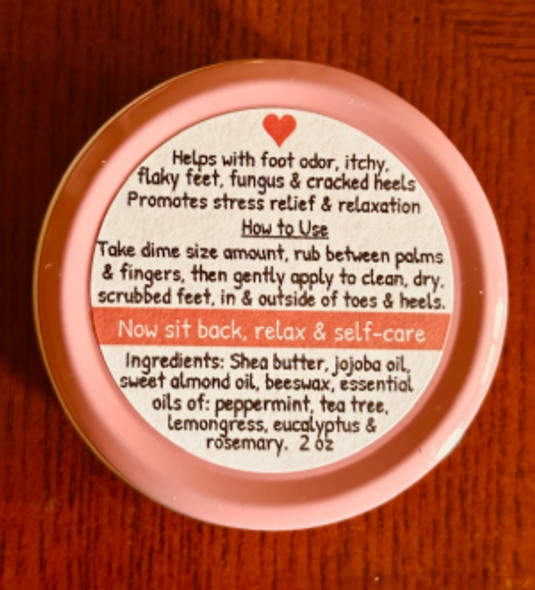 Helps with foot odor, itchy,
flaky feet, fungus & cracked heels
Promotes stress relief & relaxation
How to Use
Take dime size amount, rub between palms
& fingers, then gently apply to clean, dry,
scrubbed feet, in & outside of toes & heels.
Now sit back, relax & self-care
Ingredients: Shea butter, jojoba oil,
sweet almond oil, beeswax, essential
oils of: peppermint, tea tree,
lemongress, eucalyptus &
rosemary. 2 oz